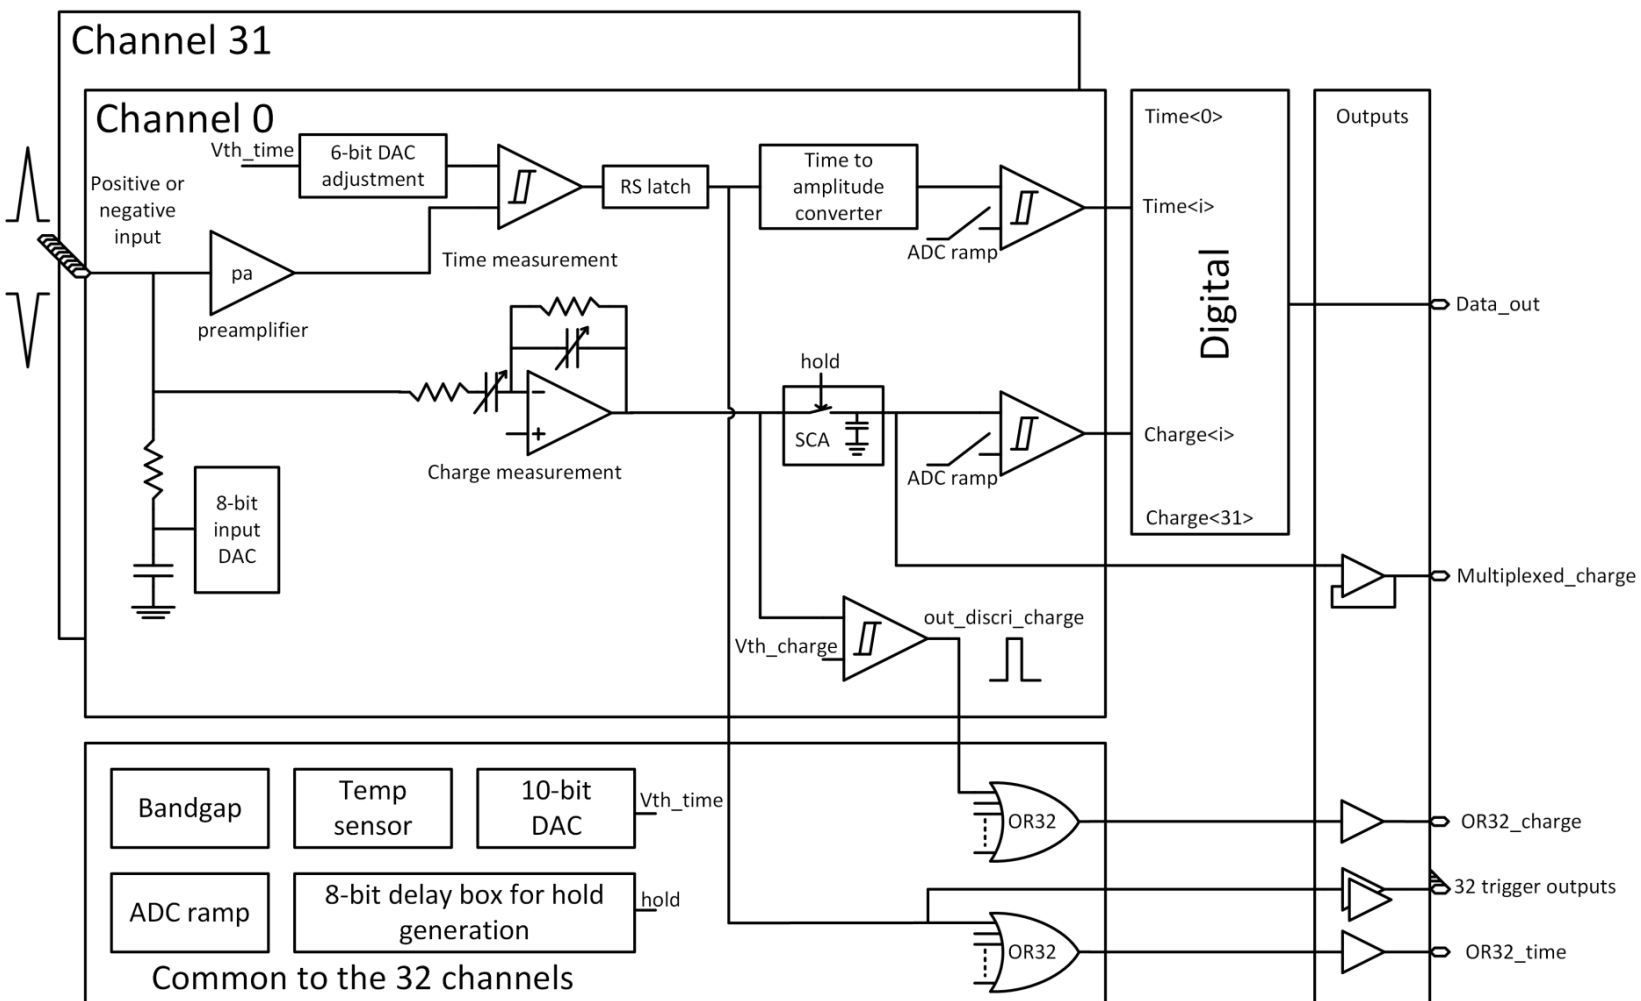 Channel 31
Channel 0
Vth_time
6-bit DAC
adjustment
RS latch
Time to
amplitude
converter
ADC ramp
Time<0>
Time<i>
Outputs
Positive or
negative
input
pa
preamplifier
Time measurement
Digital
Data_out
hold
SCA
ADC ramp
Charge<i>
Charge<31>
-
+
Charge measurement
8-bit
input
DAC
Multiplexed_charge
Vth_charge
out_discri_charge
Bandgap
Temp
sensor
10-bit
DAC
Vth_time
OR32
OR32_charge
ADC ramp
8-bit delay box for hold
generation
hold
32 trigger outputs
OR32
OR32_time
Common to the 32 channels